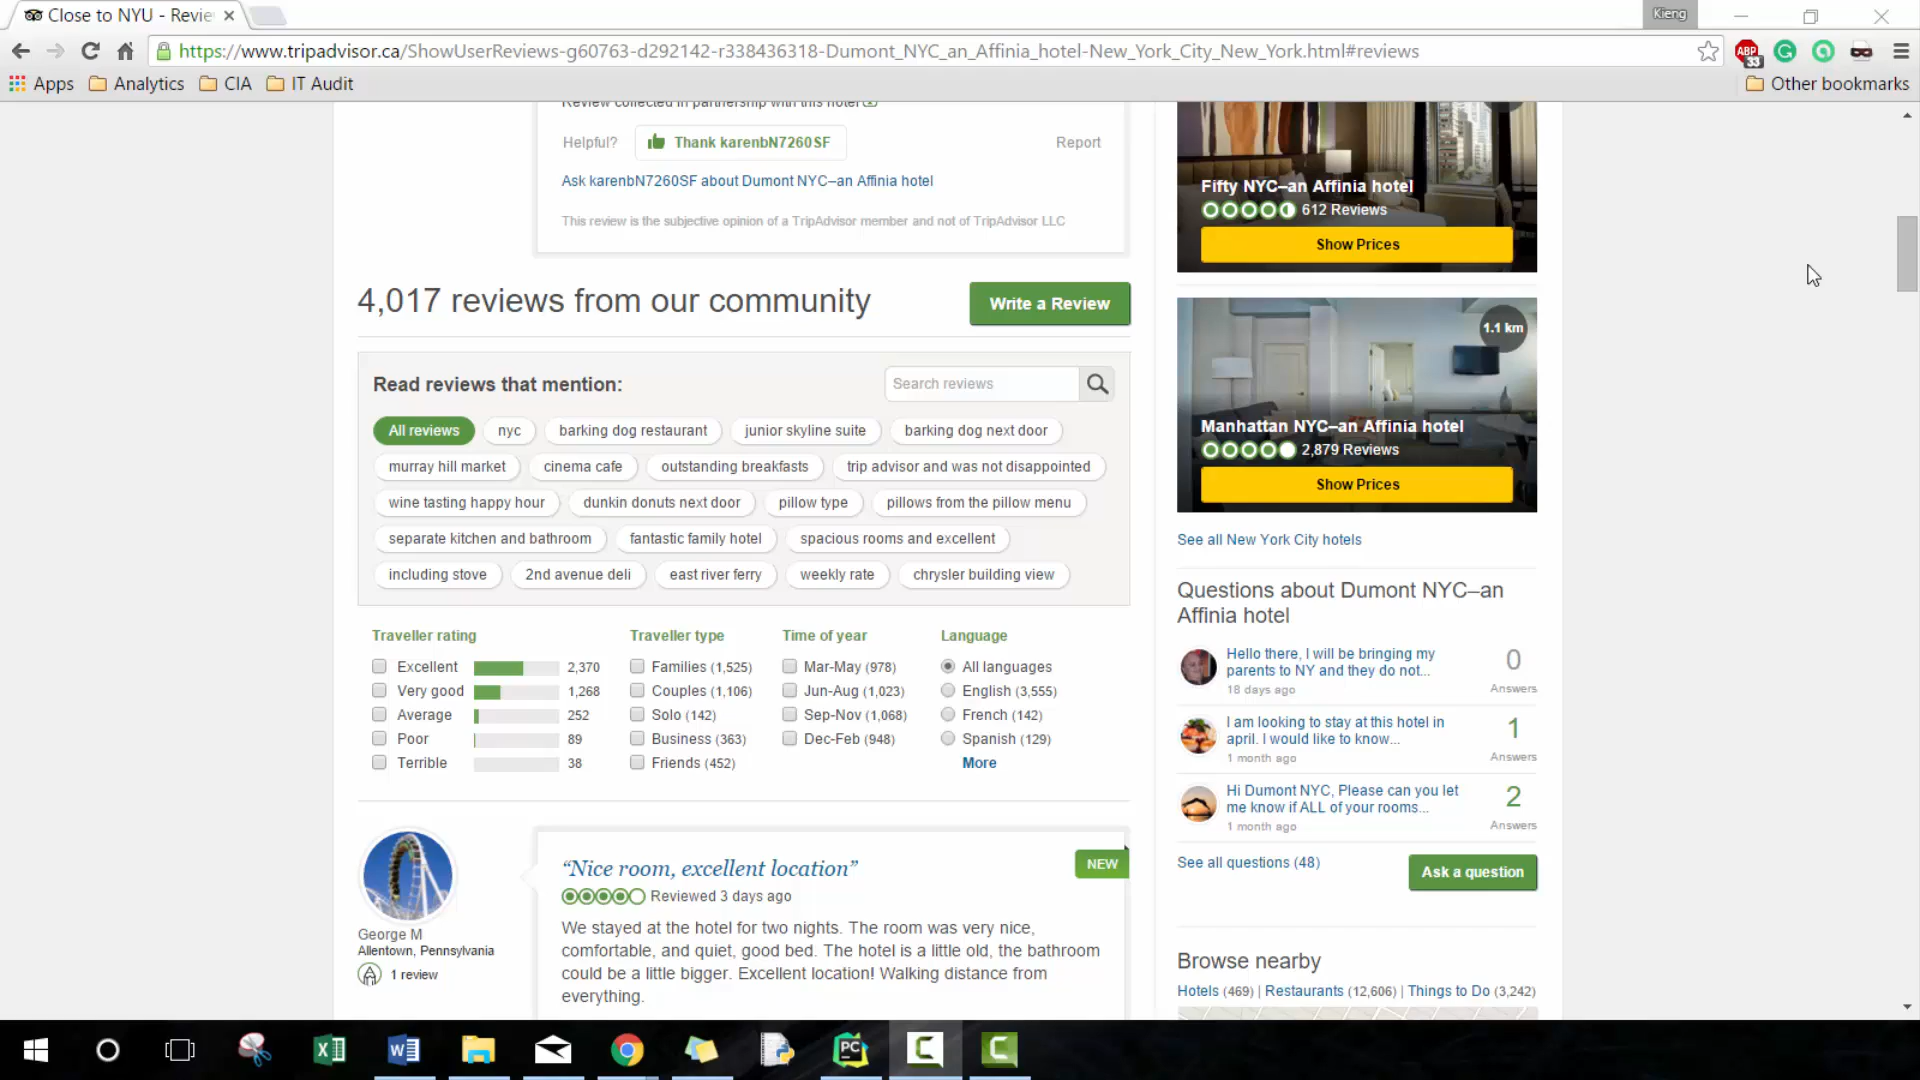 Close to NYU - Revie
Kieng
https://www.tripadvisor.ca/ShowUserReviews-g60763-d292142-r338436318-Dumont_NYC_an_Affinia_hotel-New_York_City_New_York.html#reviews
ABP
33
Apps
Analytics
CIA
IT Audit
Other bookmarks
Review collected in partnership with this hotel
Helpful?
Thank karenbN7260SF
Report
Ask karenbN7260SF about Dumont NYC–an Affinia hotel
This review is the subjective opinion of a TripAdvisor member and not of TripAdvisor LLC
4,017 reviews from our community
Write a Review
Read reviews that mention:
Search reviews
All reviews
nyc
barking dog restaurant
junior skyline suite
barking dog next door
murray hill market
cinema cafe
outstanding breakfasts
trip advisor and was not disappointed
wine tasting happy hour
dunkin donuts next door
pillow type
pillows from the pillow menu
separate kitchen and bathroom
fantastic family hotel
spacious rooms and excellent
including stove
2nd avenue deli
east river ferry
weekly rate
chrysler building view
Traveller rating
Excellent 2,370
Very good 1,268
Average 252
Poor 89
Terrible 38
Traveller type
Families (1,525)
Couples (1,106)
Solo (142)
Business (363)
Friends (452)
Time of year
Mar-May (978)
Jun-Aug (1,023)
Sep-Nov (1,068)
Dec-Feb (948)
Language
All languages
English (3,555)
French (142)
Spanish (129)
More
George M
Allentown, Pennsylvania
1 review
“Nice room, excellent location”
NEW
Reviewed 3 days ago
We stayed at the hotel for two nights. The room was very nice,
comfortable, and quiet, good bed. The hotel is a little old, the bathroom
could be a little bigger. Excellent location! Walking distance from
everything.
Fifty NYC–an Affinia hotel
612 Reviews
Show Prices
1.1 km
Manhattan NYC–an Affinia hotel
2,879 Reviews
Show Prices
See all New York City hotels
Questions about Dumont NYC–an
Affinia hotel
Hello there, I will be bringing my
parents to NY and they do not...
18 days ago
0
Answers
I am looking to stay at this hotel in
april. I would like to know...
1 month ago
1
Answers
Hi Dumont NYC, Please can you let
me know if ALL of your rooms...
1 month ago
2
Answers
See all questions (48)
Ask a question
Browse nearby
Hotels (469) | Restaurants (12,606) | Things to Do (3,242)